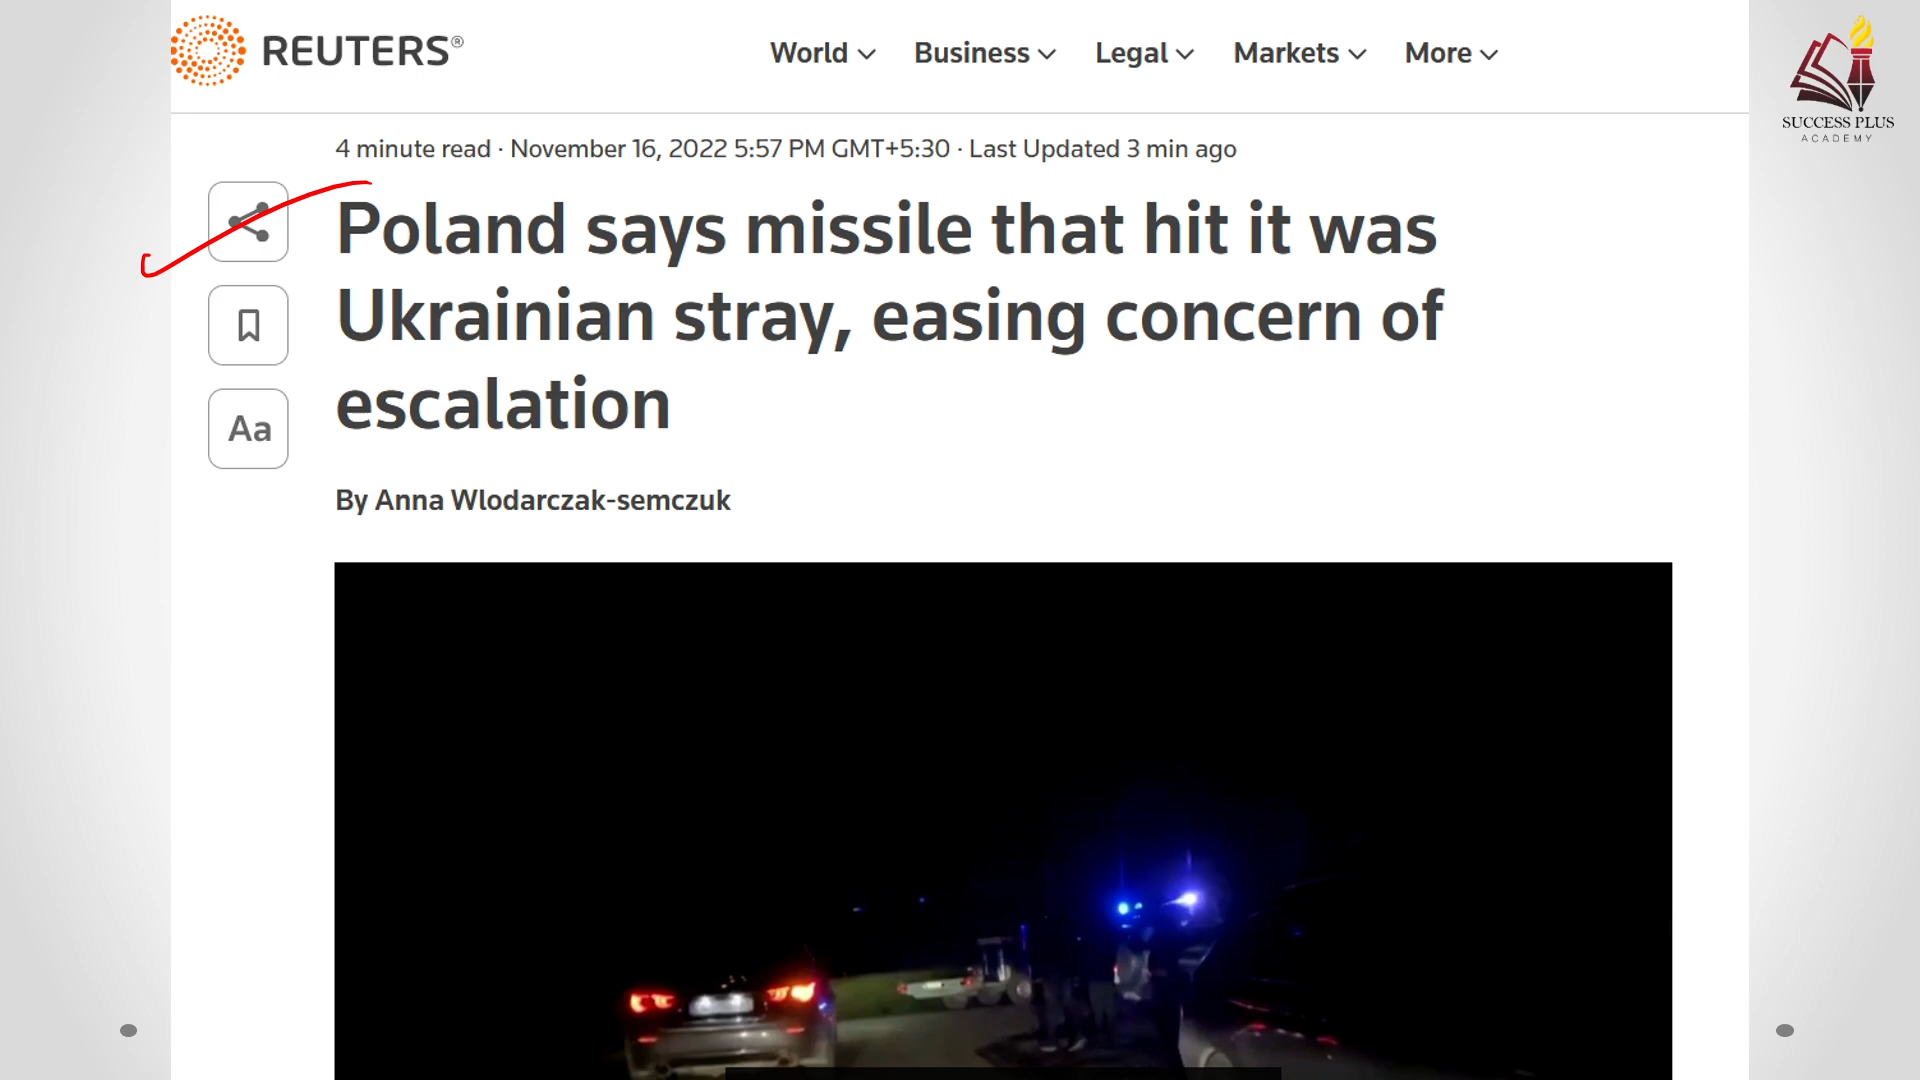 REUTERS®
World Business Legal Markets More
SUCCESS PLUS
ACADEMY
4 minute read · November 16, 2022 5:57 PM GMT+5:30 · Last Updated 3 min ago
Poland says missile that hit it was
Ukrainian stray, easing concern of
escalation
Aa
By Anna Wlodarczak-semczuk